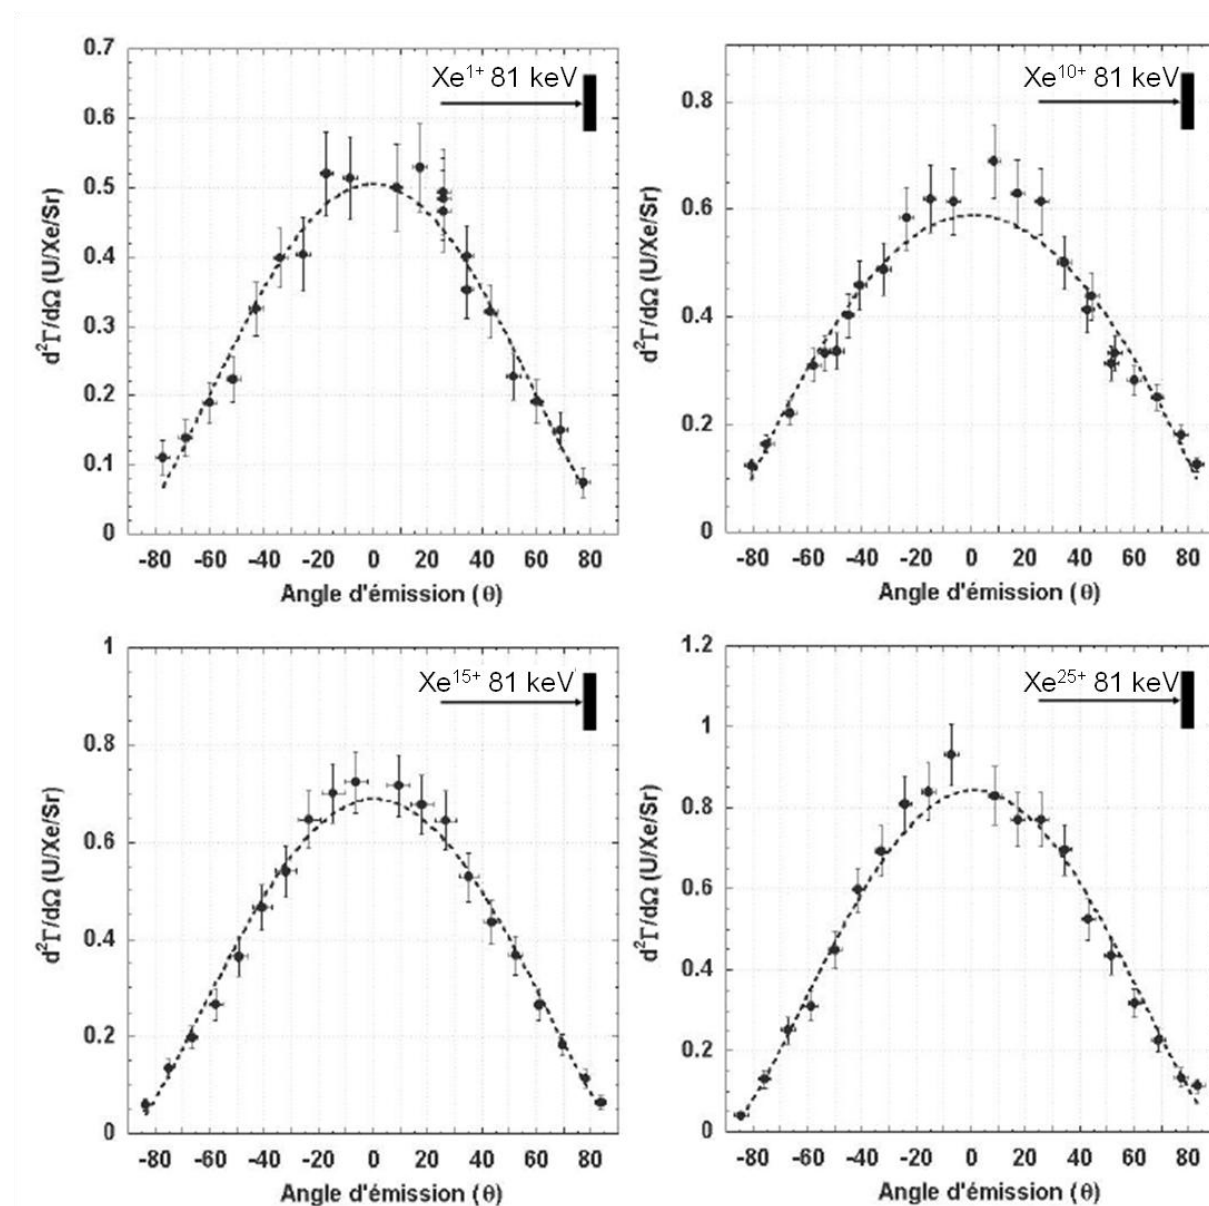 0.7
0.6
0.5
0.4
0.3
0.2
0.1
0
d²Γ/dΩ (U/Xe/Sr)
Xe¹⁺ 81 keV
-80 -60 -40 -20 0 20 40 60 80
Angle d'émission (θ)
0.8
0.6
0.4
0.2
0
d²Γ/dΩ (U/Xe/Sr)
Xe¹⁰⁺ 81 keV
-80 -60 -40 -20 0 20 40 60 80
Angle d'émission (θ)
1
0.8
0.6
0.4
0.2
0
d²Γ/dΩ (U/Xe/Sr)
Xe¹⁵⁺ 81 keV
-80 -60 -40 -20 0 20 40 60 80
Angle d'émission (θ)
1.2
1
0.8
0.6
0.4
0.2
0
d²Γ/dΩ (U/Xe/Sr)
Xe²⁵⁺ 81 keV
-80 -60 -40 -20 0 20 40 60 80
Angle d'émission (θ)